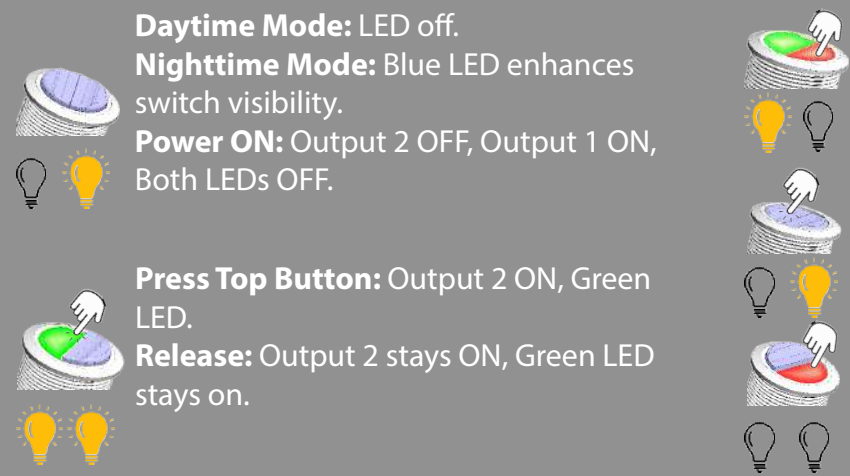 Daytime Mode: LED off.
Nighttime Mode: Blue LED enhances
switch visibility.
Power ON: Output 2 OFF, Output 1 ON,
Both LEDs OFF.
Press Top Button: Output 2 ON, Green
LED.
Release: Output 2 stays ON, Green LED
stays on.